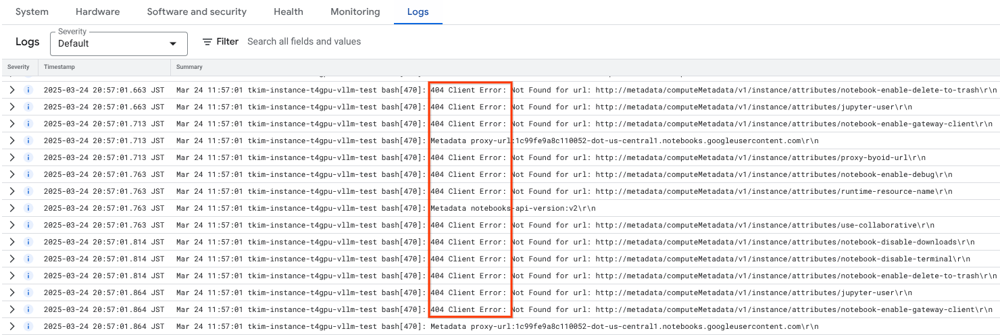 System Hardware Software and security Health Monitoring Logs
Severity
Logs Default Filter Search all fields and values
Severity Timestamp Summary
2025-03-24 20:57:01.663 JST Mar 24 11:57:01 tkim-instance-t4gpu-vllm-test bash[470]: 404 Client Error: Not Found for url: http://metadata/computeMetadata/v1/instance/attributes/notebook-enable-delete-to-trash\r\n
2025-03-24 20:57:01.663 JST Mar 24 11:57:01 tkim-instance-t4gpu-vllm-test bash[470]: 404 Client Error: Not Found for url: http://metadata/computeMetadata/v1/instance/attributes/jupyter-user\r\n
2025-03-24 20:57:01.713 JST Mar 24 11:57:01 tkim-instance-t4gpu-vllm-test bash[470]: 404 Client Error: Not Found for url: http://metadata/computeMetadata/v1/instance/attributes/notebook-enable-gateway-client\r\n
2025-03-24 20:57:01.713 JST Mar 24 11:57:01 tkim-instance-t4gpu-vllm-test bash[470]: Metadata proxy-url:1c99fe9a8c110052-dot-us-central1.notebooks.googleusercontent.com\r\n
2025-03-24 20:57:01.713 JST Mar 24 11:57:01 tkim-instance-t4gpu-vllm-test bash[470]: 404 Client Error: Not Found for url: http://metadata/computeMetadata/v1/instance/attributes/proxy-byoid-url\r\n
2025-03-24 20:57:01.763 JST Mar 24 11:57:01 tkim-instance-t4gpu-vllm-test bash[470]: 404 Client Error: Not Found for url: http://metadata/computeMetadata/v1/instance/attributes/notebook-enable-debug\r\n
2025-03-24 20:57:01.763 JST Mar 24 11:57:01 tkim-instance-t4gpu-vllm-test bash[470]: 404 Client Error: Not Found for url: http://metadata/computeMetadata/v1/instance/attributes/runtime-resource-name\r\n
2025-03-24 20:57:01.763 JST Mar 24 11:57:01 tkim-instance-t4gpu-vllm-test bash[470]: Metadata notebooks-api-version:v2\r\n
2025-03-24 20:57:01.763 JST Mar 24 11:57:01 tkim-instance-t4gpu-vllm-test bash[470]: 404 Client Error: Not Found for url: http://metadata/computeMetadata/v1/instance/attributes/use-collaborative\r\n
2025-03-24 20:57:01.814 JST Mar 24 11:57:01 tkim-instance-t4gpu-vllm-test bash[470]: 404 Client Error: Not Found for url: http://metadata/computeMetadata/v1/instance/attributes/notebook-disable-downloads\r\n
2025-03-24 20:57:01.814 JST Mar 24 11:57:01 tkim-instance-t4gpu-vllm-test bash[470]: 404 Client Error: Not Found for url: http://metadata/computeMetadata/v1/instance/attributes/notebook-disable-terminal\r\n
2025-03-24 20:57:01.814 JST Mar 24 11:57:01 tkim-instance-t4gpu-vllm-test bash[470]: 404 Client Error: Not Found for url: http://metadata/computeMetadata/v1/instance/attributes/notebook-enable-delete-to-trash\r\n
2025-03-24 20:57:01.864 JST Mar 24 11:57:01 tkim-instance-t4gpu-vllm-test bash[470]: 404 Client Error: Not Found for url: http://metadata/computeMetadata/v1/instance/attributes/jupyter-user\r\n
2025-03-24 20:57:01.864 JST Mar 24 11:57:01 tkim-instance-t4gpu-vllm-test bash[470]: 404 Client Error: Not Found for url: http://metadata/computeMetadata/v1/instance/attributes/notebook-enable-gateway-client\r\n
2025-03-24 20:57:01.864 JST Mar 24 11:57:01 tkim-instance-t4gpu-vllm-test bash[470]: Metadata proxy-url:1c99fe9a8c110052-dot-us-central1.notebooks.googleusercontent.com\r\n